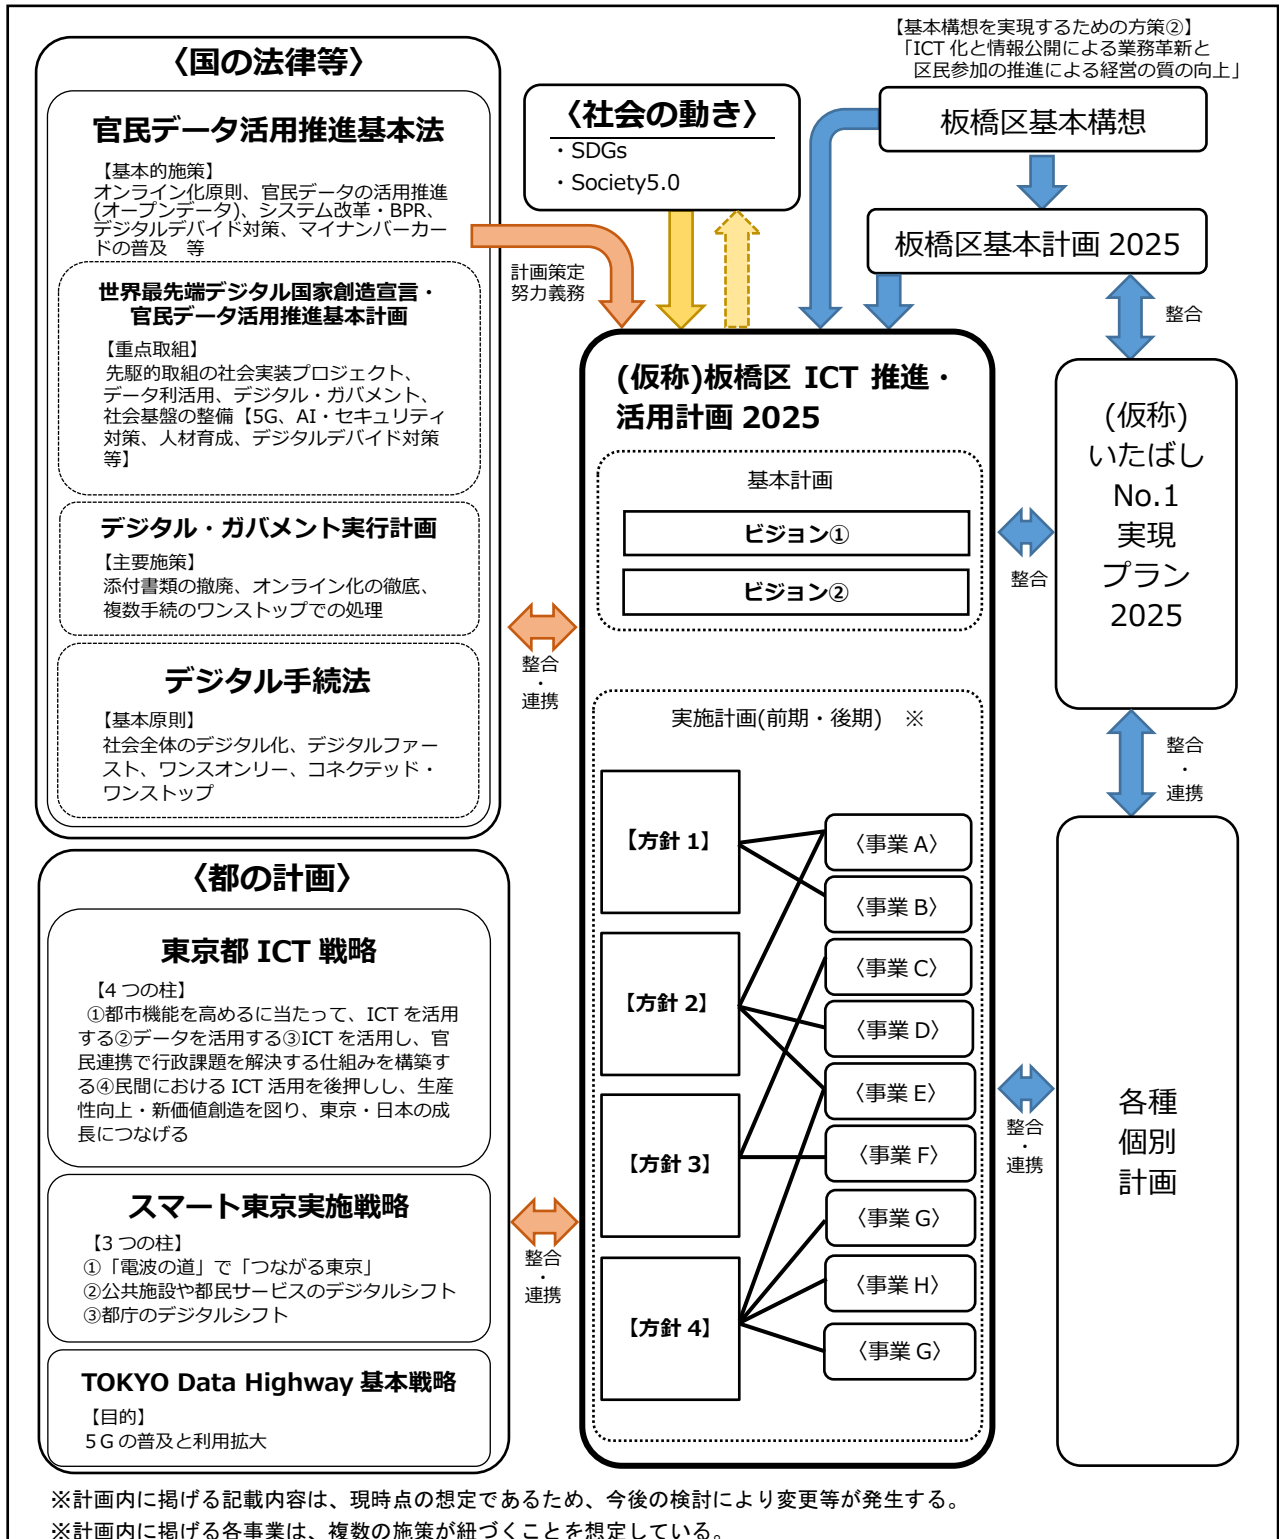 【基本構想を実現するための方策②】
「ICT 化と情報公開による業務革新と
区民参加の推進による経営の質の向上」
〈国の法律等〉
官民データ活用推進基本法
【基本的施策】
オンライン化原則、官民データの活用推進
(オープンデータ)、システム改革・BPR、
デジタルデバイド対策、マイナンバーカー
ドの普及　等
世界最先端デジタル国家創造宣言・
官民データ活用推進基本計画
【重点取組】
先駆的取組の社会実装プロジェクト、
データ利活用、デジタル・ガバメント、
社会基盤の整備【5G、AI・セキュリティ
対策、人材育成、デジタルデバイド対策
等】
デジタル・ガバメント実行計画
【主要施策】
添付書類の撤廃、オンライン化の徹底、
複数手続のワンストップでの処理
デジタル手続法
【基本原則】
社会全体のデジタル化、デジタルファー
スト、ワンスオンリー、コネクテッド・
ワンストップ
〈都の計画〉
東京都 ICT 戦略
【4 つの柱】
①都市機能を高めるに当たって、ICT を活用
する②データを活用する③ICT を活用し、官
民連携で行政課題を解決する仕組みを構築す
る④民間における ICT 活用を後押しし、生産
性向上・新価値創造を図り、東京・日本の成
長につなげる
スマート東京実施戦略
【3 つの柱】
①「電波の道」で「つながる東京」
②公共施設や都民サービスのデジタルシフト
③都庁のデジタルシフト
TOKYO Data Highway 基本戦略
【目的】
5Ｇの普及と利用拡大
〈社会の動き〉
・SDGs
・Society5.0
計画策定
努力義務
整合
・
連携
整合
・
連携
(仮称)板橋区 ICT 推進・
活用計画 2025
基本計画
ビジョン①
ビジョン②
実施計画(前期・後期)　※
【方針 1】
【方針 2】
【方針 3】
【方針 4】
〈事業 A〉
〈事業 B〉
〈事業 C〉
〈事業 D〉
〈事業 E〉
〈事業 F〉
〈事業 G〉
〈事業 H〉
〈事業 G〉
板橋区基本構想
板橋区基本計画 2025
整合
整合
(仮称)
いたばし
No.1
実現
プラン
2025
整合
・
連携
整合
・
連携
各種
個別
計画
※計画内に掲げる記載内容は、現時点の想定であるため、今後の検討により変更等が発生する。
※計画内に掲げる各事業は、複数の施策が紐づくことを想定している。